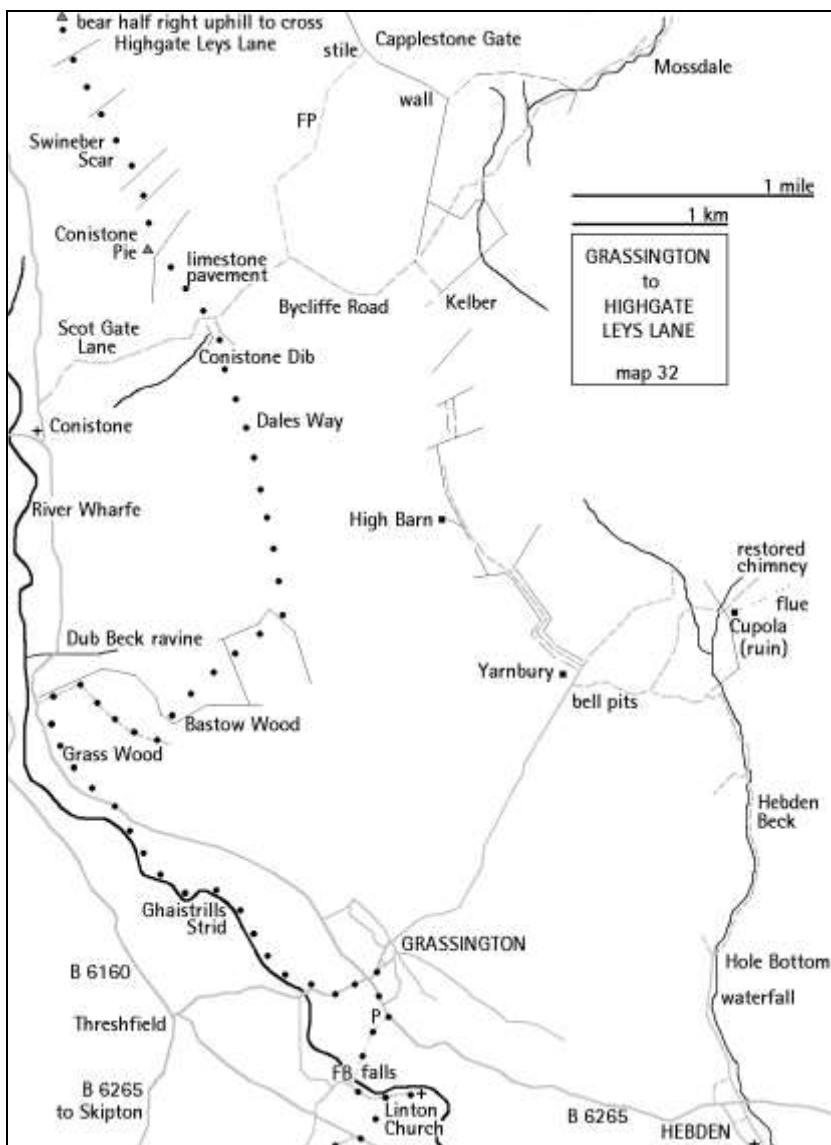 bear half right uphill to cross
Highgate Leys Lane
Capplestone Gate
stile
Mossdale
wall
FP
Swineber
Scar
1 mile
1 km
Conistone
Pie
limestone
pavement
GRASSINGTON
to
HIGHGATE
LEYS LANE
map 32
Bycliffe Road
Kelber
Scot Gate
Lane
Conistone Dib
Conistone
Dales Way
River Wharfe
High Barn
restored
chimney
flue
Cupola
(ruin)
Dub Beck ravine
Yarnbury
bell pits
Bastow Wood
Grass Wood
Hebden
Beck
Ghaistrills
Strid
GRASSINGTON
Hole Bottom
waterfall
B 6160
P
Threshfield
FB falls
B 6265
to Skipton
Linton
Church
B 6265
HEBDEN